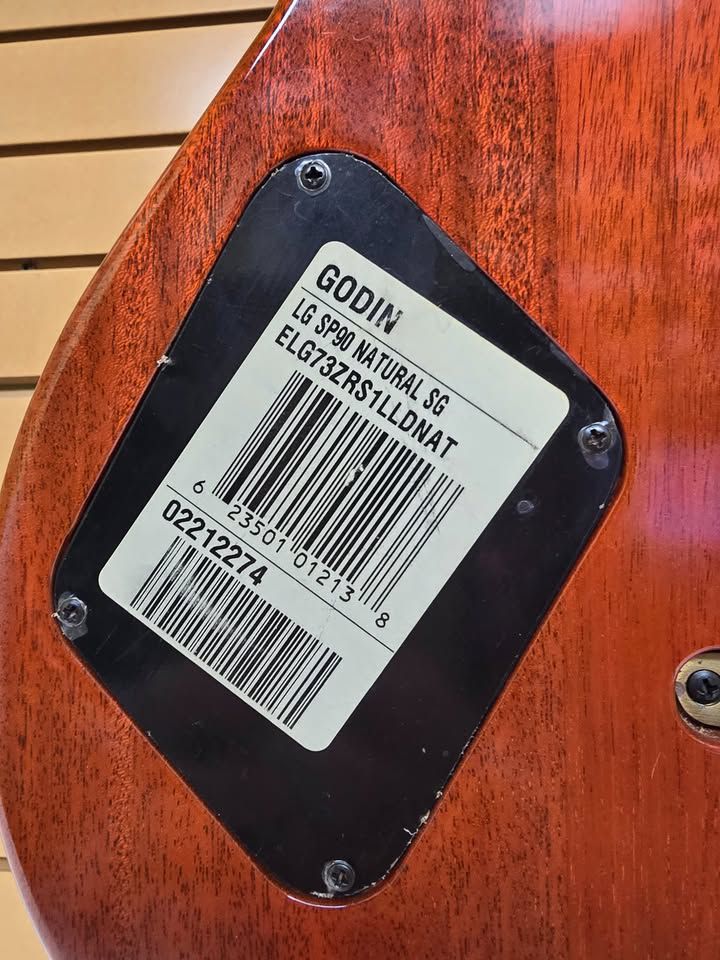 GODIN
LG SP90 NATURAL SG
ELG73ZRS1LLDNAT
6 23501 01213 8
02212274